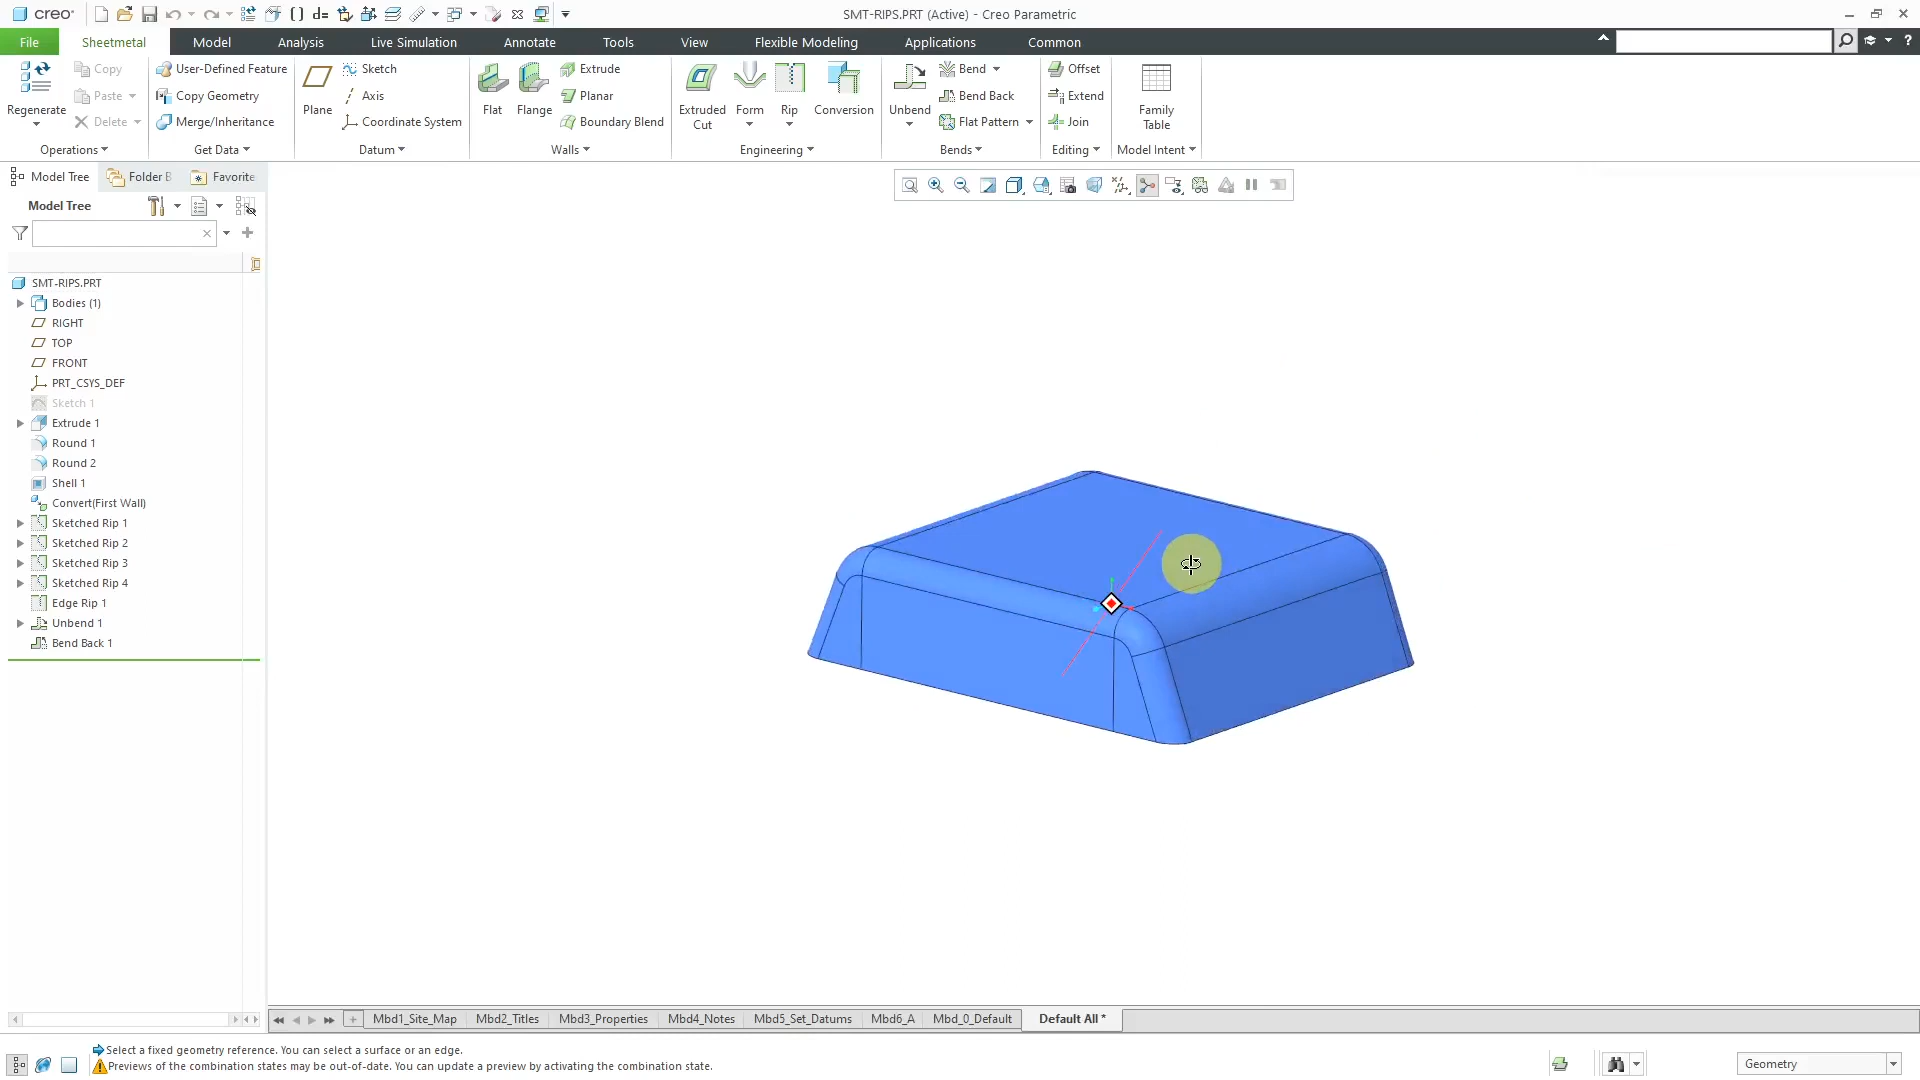 creo
SMT-RIPS.PRT (Active) - Creo Parametric
File Sheetmetal Model Analysis Live Simulation Annotate Tools View Flexible Modeling Applications Common
Regenerate
Copy
Paste
Delete
Operations
User-Defined Feature
Copy Geometry
Merge/Inheritance
Get Data
Plane
Sketch
Axis
Coordinate System
Datum
Flat
Flange
Extrude
Planar
Boundary Blend
Walls
Extruded
Cut
Form
Rip
Conversion
Engineering
Unbend
Bend
Bend Back
Flat Pattern
Bends
Offset
Extend
Join
Editing
Family
Table
Model Intent
Model Tree
Folder B
Favorite
Model Tree
SMT-RIPS.PRT
Bodies (1)
RIGHT
TOP
FRONT
PRT_CSYS_DEF
Sketch 1
Extrude 1
Round 1
Round 2
Shell 1
Convert(First Wall)
Sketched Rip 1
Sketched Rip 2
Sketched Rip 3
Sketched Rip 4
Edge Rip 1
Unbend 1
Bend Back 1
Mbd1_Site_Map Mbd2_Titles Mbd3_Properties Mbd4_Notes Mbd5_Set_Datums Mbd6_A Mbd_0_Default Default All *
Select a fixed geometry reference. You can select a surface or an edge.
Previews of the combination states may be out-of-date. You can update a preview by activating the combination state.
Geometry